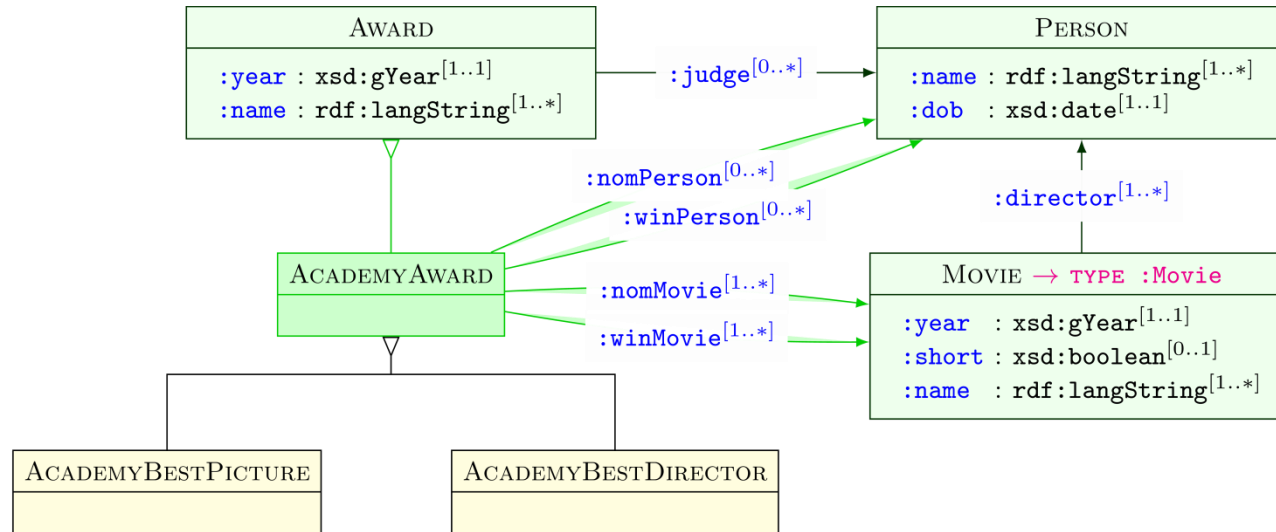 AWARD
:year : xsd:gYear[1..1]
:name : rdf:langString[1..*]
:judge[0..*]
PERSON
:name : rdf:langString[1..*]
:dob : xsd:date[1..1]
:nomPerson[0..*]
:winPerson[0..*]
:director[1..*]
ACADEMYAWARD
:nomMovie[1..*]
:winMovie[1..*]
MOVIE → TYPE :Movie
:year : xsd:gYear[1..1]
:short : xsd:boolean[0..1]
:name : rdf:langString[1..*]
ACADEMYBESTPICTURE
ACADEMYBESTDIRECTOR